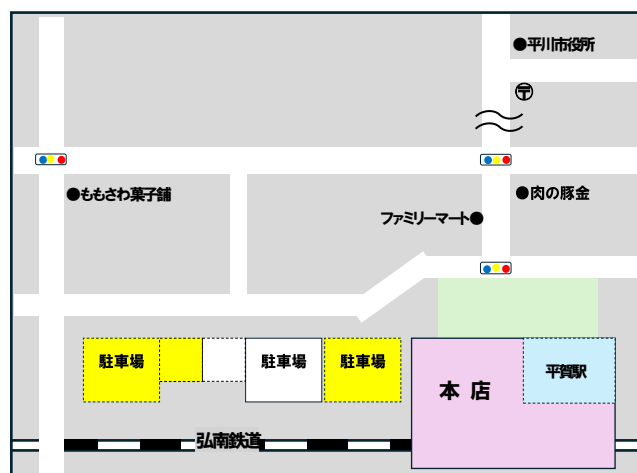 ●平川市役所
〒
●ももさわ菓子舗
●肉の豚金
ファミリーマート●
駐車場
駐車場
駐車場
本店
平賀駅
弘南鉄道